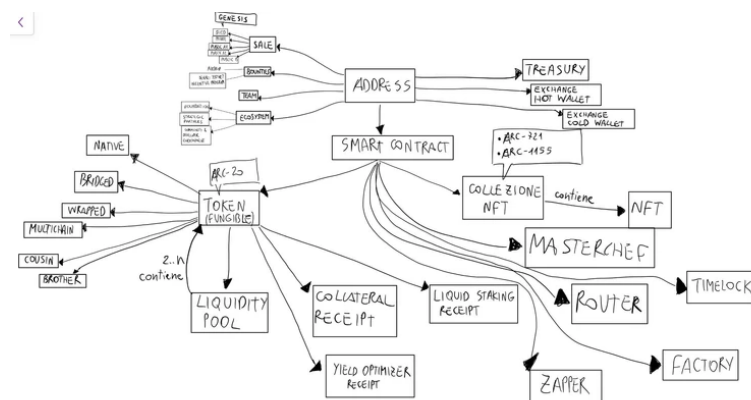 GENESIS
SALE
BOUNTIES
TEAM
ECOSYSTEM
ADDRESS
TREASURY
EXCHANGE
HOT WALLET
EXCHANGE
COLD WALLET
SMART CONTRACT
• ARC-721
• ARC-1155
COLLEZIONE
NFT
contiene
NFT
NATIVE
BRIDGED
WRAPPED
MULTICHAIN
COUSIN
BROTHER
ARC-20
TOKEN
(FUNGIBLE)
2..N
contiene
LIQUIDITY
POOL
COLLATERAL
RECEIPT
LIQUID STAKING
RECEIPT
YIELD OPTIMIZER
RECEIPT
MASTERCHEF
ROUTER
TIMELOCK
FACTORY
ZAPPER